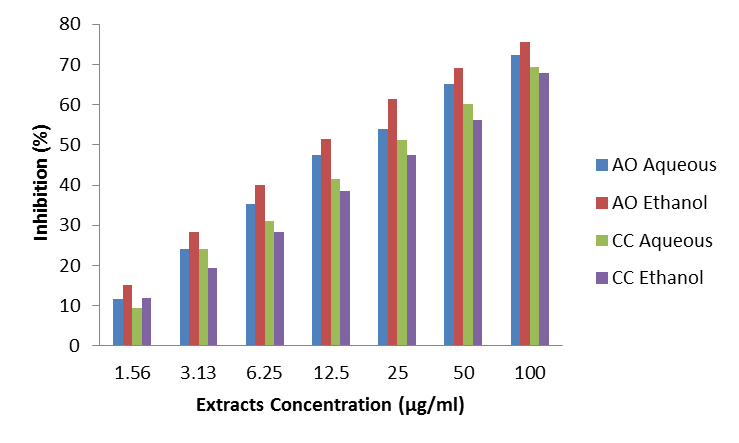 80
70
60
50
40
30
20
10
0
Inhibition (%)
1.56 3.13 6.25 12.5 25 50 100
Extracts Concentration (µg/ml)
AO Aqueous
AO Ethanol
CC Aqueous
CC Ethanol